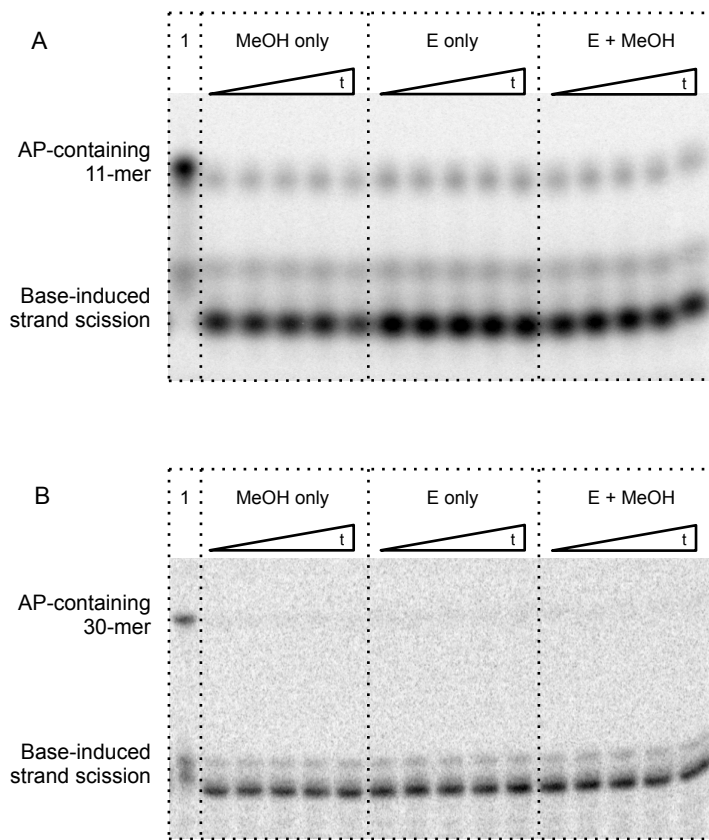 A
1
MeOH only
E only
E + MeOH
t
t
t
AP-containing
11-mer
Base-induced
strand scission
B
1
MeOH only
E only
E + MeOH
t
t
t
AP-containing
30-mer
Base-induced
strand scission